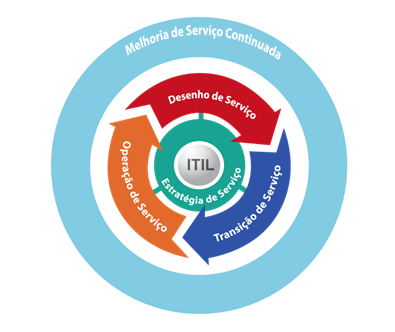 Melhoria de Serviço Continuada
Desenho de Serviço
ITIL
Estratégia de Serviço
Operação de Serviço
Transição de Serviço